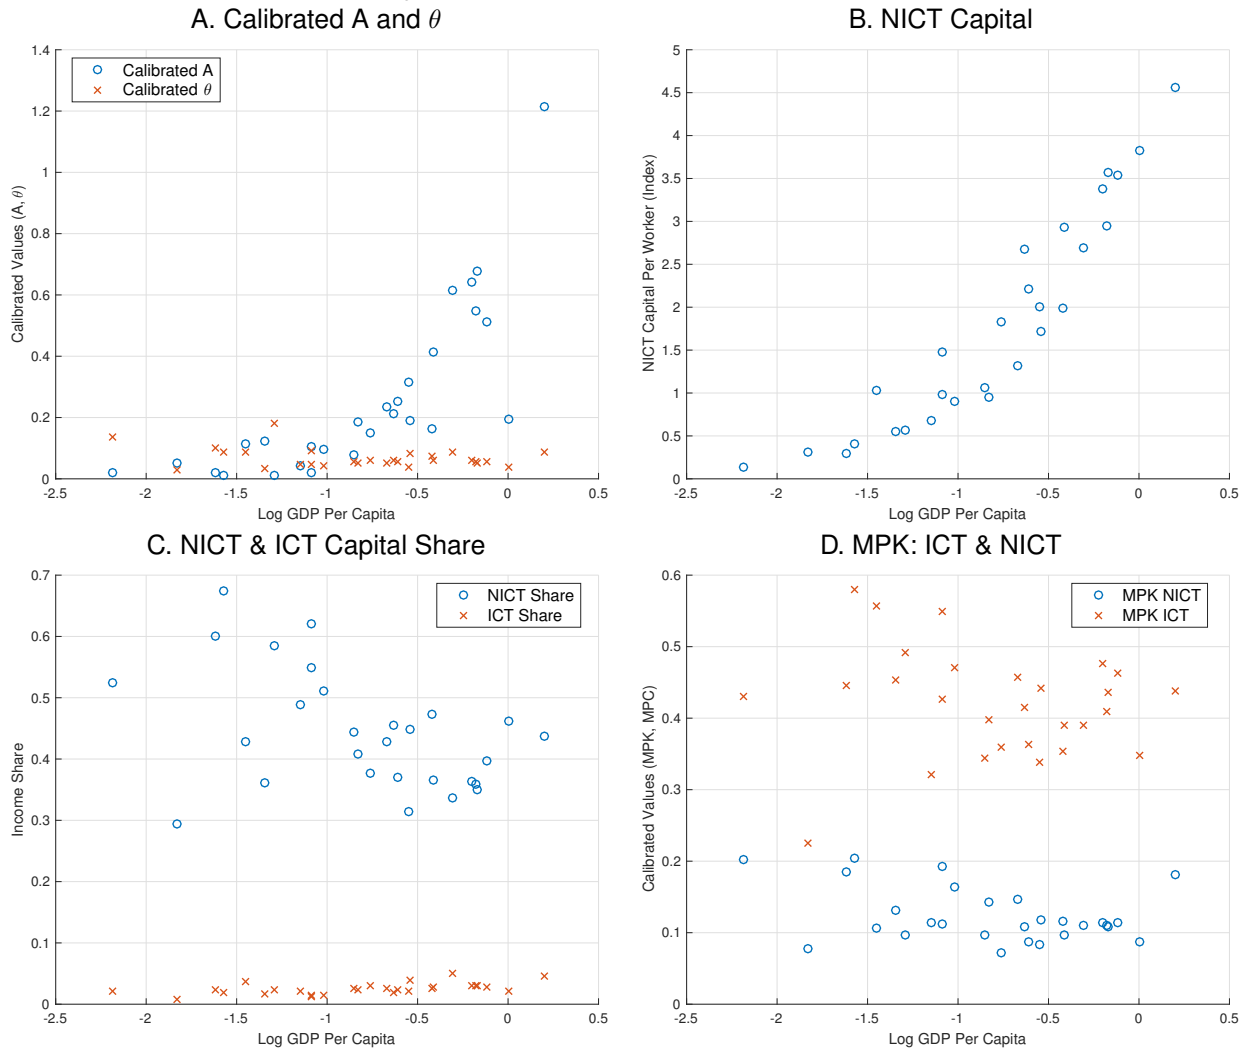 A. Calibrated A and θ
1.4
1.2
1
0.8
0.6
0.4
0.2
0
Calibrated Values (A, θ)
Calibrated A
Calibrated θ
-2.5 -2 -1.5 -1 -0.5 0 0.5
Log GDP Per Capita
B. NICT Capital
5
4.5
4
3.5
3
2.5
2
1.5
1
0.5
0
NICT Capital Per Worker (Index)
-2.5 -2 -1.5 -1 -0.5 0 0.5
Log GDP Per Capita
C. NICT & ICT Capital Share
0.7
0.6
0.5
0.4
0.3
0.2
0.1
0
Income Share
NICT Share
ICT Share
-2.5 -2 -1.5 -1 -0.5 0 0.5
Log GDP Per Capita
D. MPK: ICT & NICT
0.6
0.5
0.4
0.3
0.2
0.1
0
Calibrated Values (MPK, MPC)
MPK NICT
MPK ICT
-2.5 -2 -1.5 -1 -0.5 0 0.5
Log GDP Per Capita